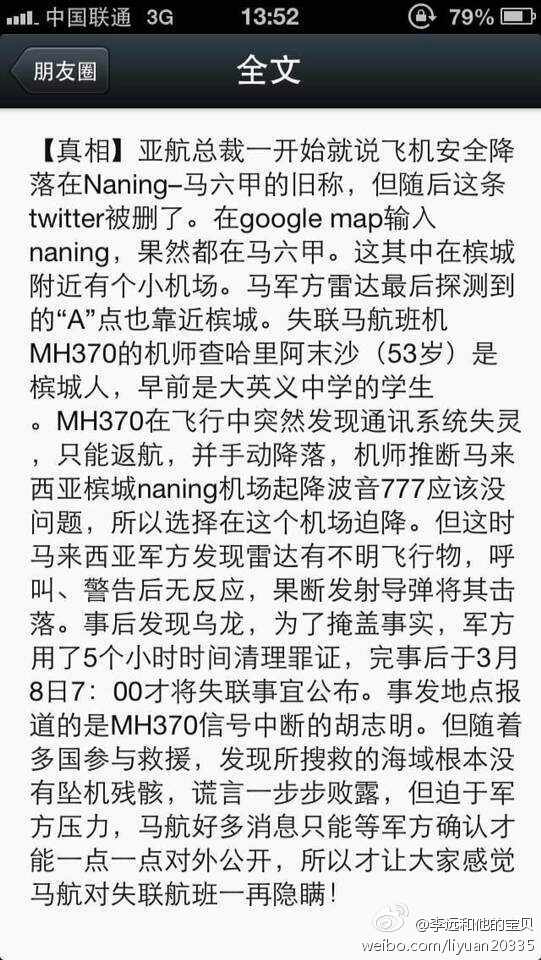 中国联通 3G 13:52 79%
朋友圈 全文
【真相】亚航总裁一开始就说飞机安全降
落在Naning–马六甲的旧称，但随后这条
twitter被删了。在google map输入
naning，果然都在马六甲。这其中在槟城
附近有个小机场。马军方雷达最后探测到
的“A”点也靠近槟城。失联马航班机
MH370的机师查哈里阿末沙（53岁）是
槟城人，早前是大英义中学的学生
。MH370在飞行中突然发现通讯系统失灵
，只能返航，并手动降落，机师推断马来
西亚槟城naning机场起降波音777应该没
问题，所以选择在这个机场迫降。但这时
马来西亚军方发现雷达有不明飞行物，呼
叫、警告后无反应，果断发射导弹将其击
落。事后发现乌龙，为了掩盖事实，军方
用了5个小时时间清理罪证，完事后于3月
8日7：00才将失联事宜公布。事发地点报
道的是MH370信号中断的胡志明。但随着
多国参与救援，发现所搜救的海域根本没
有坠机残骸，谎言一步步败露，但迫于军
方压力，马航好多消息只能等军方确认才
能一点一点对外公开，所以才让大家感觉
马航对失联航班一再隐瞒！
@李远和他的宝贝
weibo.com/liyuan20335